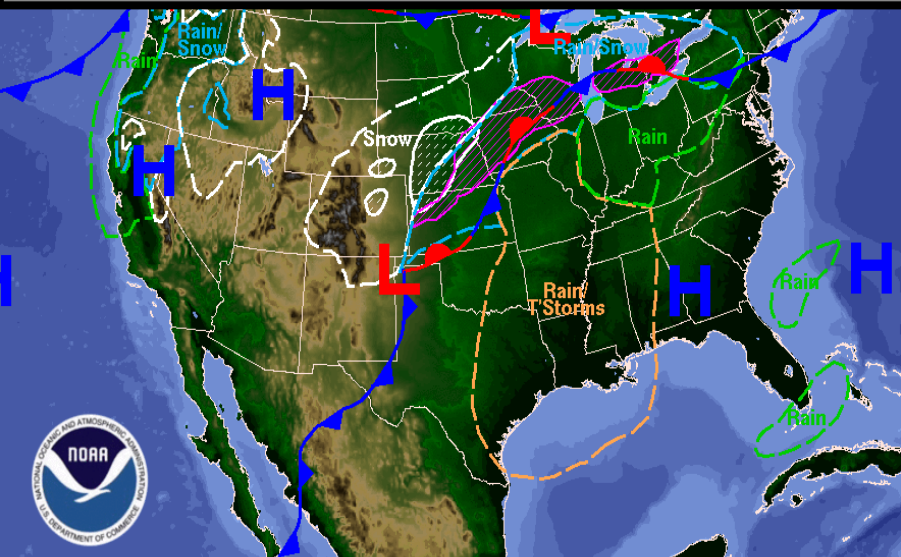 L
Rain/
Snow
Rain/Snow
Rain
H
Snow
Rain
H
L
H
H
H
Rain
Rain/
T'Storms
Rain
NATIONAL OCEANIC AND ATMOSPHERIC ADMINISTRATION
NOAA
U.S. DEPARTMENT OF COMMERCE